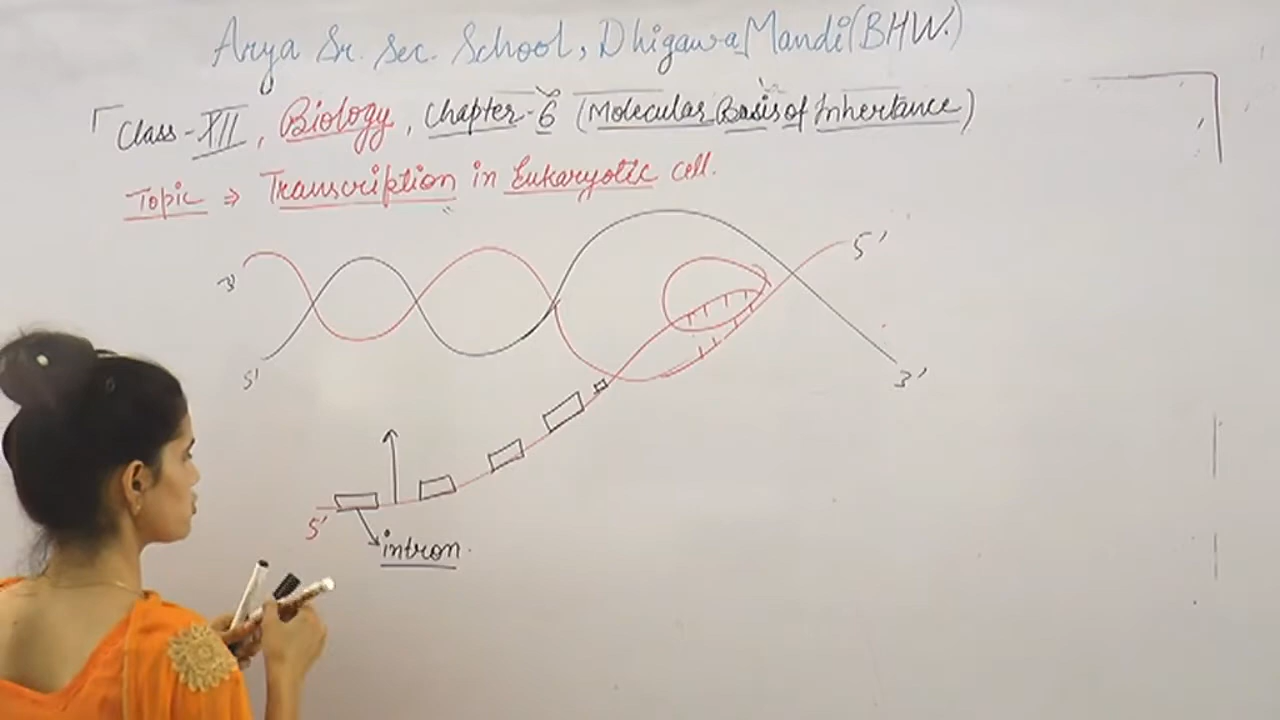 Arya Sr. Sec. School, Dhigawa Mandi (BHW.)
Class-XII, Biology, Chapter-6 (Molecular Basis of Inhertance)
Topic ⇒ Transcription in Eukaryotic cell.
3' 5'
5' 3'
5'
intron.